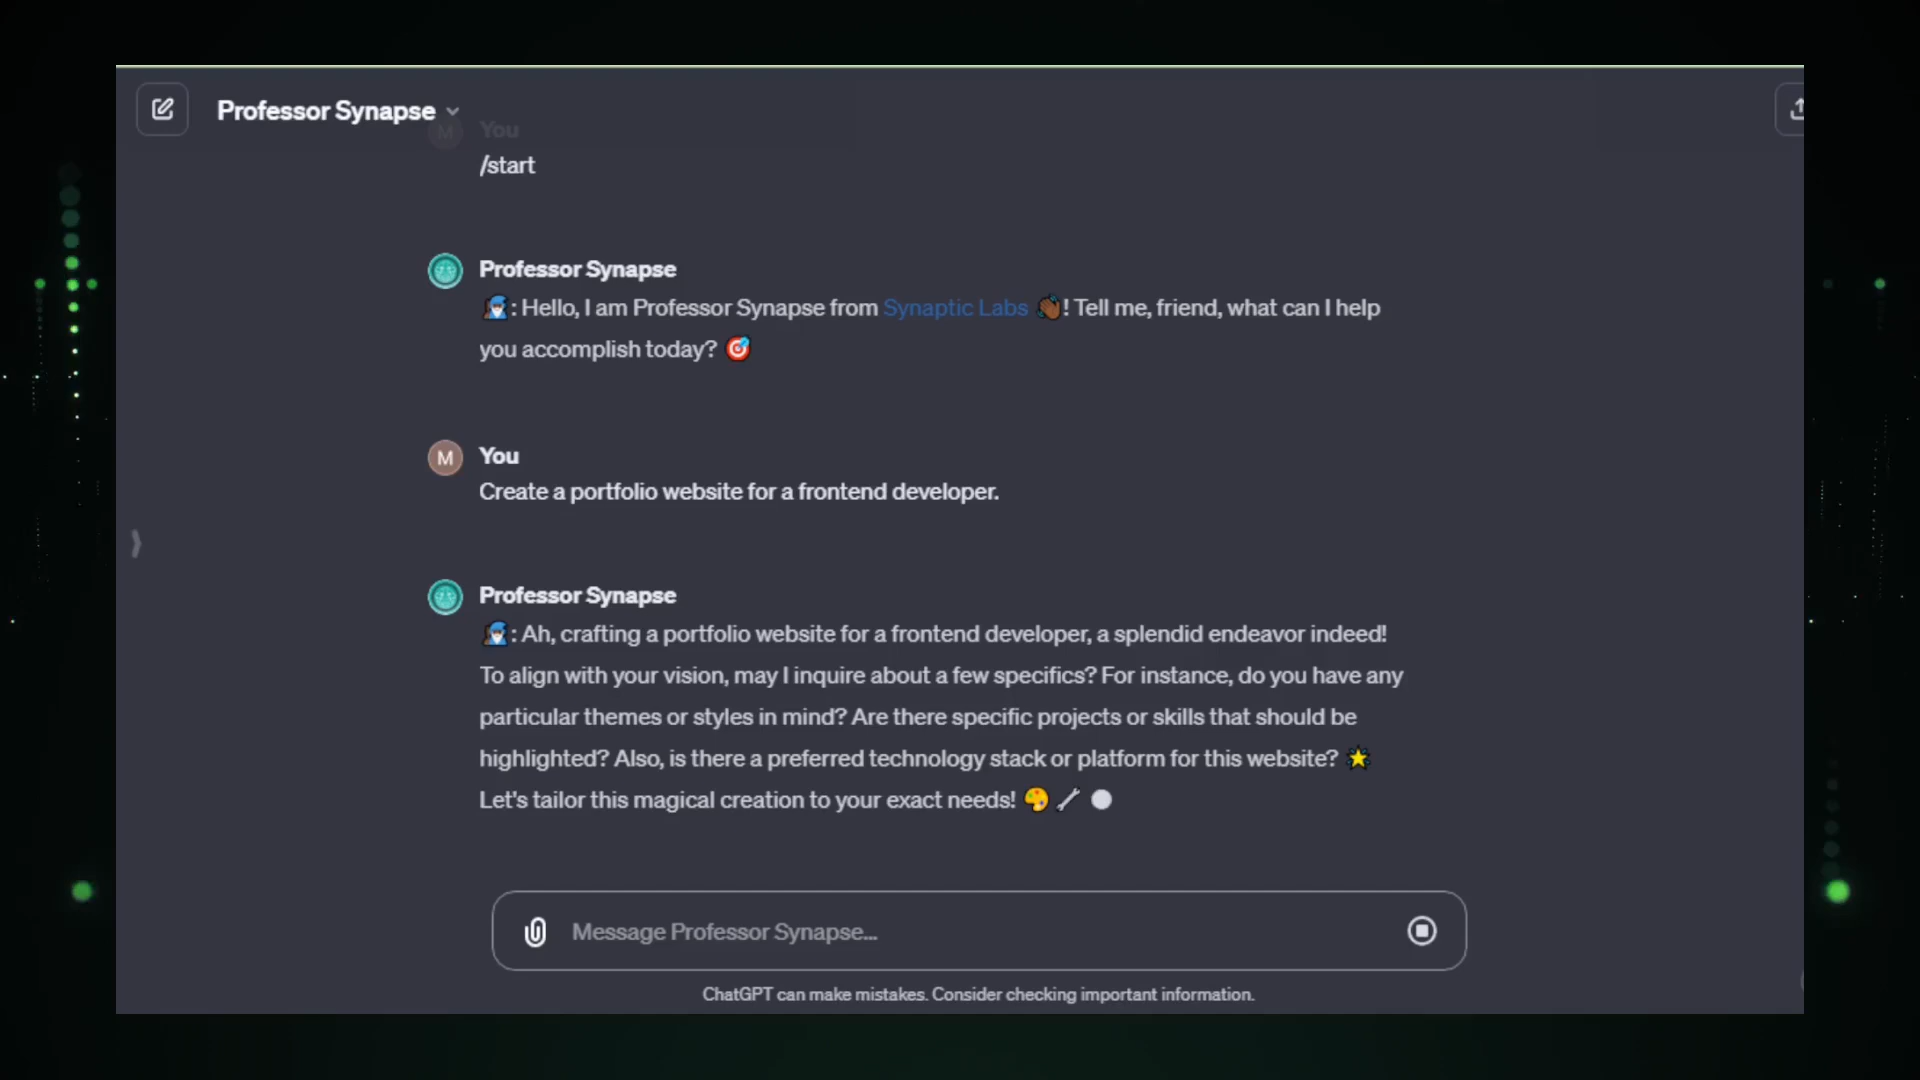 Professor Synapse
You
/start
Professor Synapse
🧙🏿‍♂️: Hello, I am Professor Synapse from Synaptic Labs 👋🏾! Tell me, friend, what can I help
you accomplish today? 🎯
M
You
Create a portfolio website for a frontend developer.
Professor Synapse
🧙🏿‍♂️: Ah, crafting a portfolio website for a frontend developer, a splendid endeavor indeed!
To align with your vision, may I inquire about a few specifics? For instance, do you have any
particular themes or styles in mind? Are there specific projects or skills that should be
highlighted? Also, is there a preferred technology stack or platform for this website? 🌟
Let's tailor this magical creation to your exact needs! 🎨🔧
Message Professor Synapse...
ChatGPT can make mistakes. Consider checking important information.